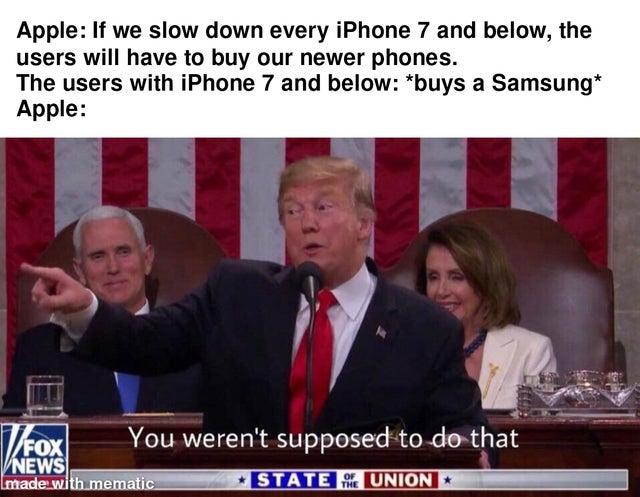 Apple: If we slow down every iPhone 7 and below, the
users will have to buy our newer phones.
The users with iPhone 7 and below: *buys a Samsung*
Apple:
You weren't supposed to do that
FOX
NEWS
made with mematic
STATE OF THE UNION